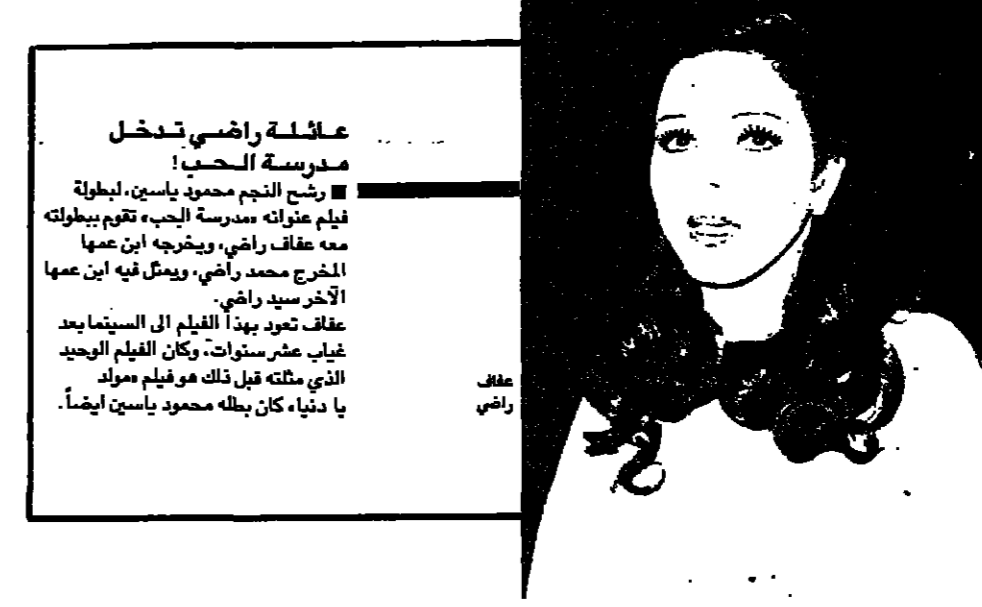 عائلة راضي تدخل
مدرسة الحب!
■ رشح النجم محمود ياسين، لبطولة
فيلم عنوانه «مدرسة الحب» تقوم ببطولته
معه عفاف راضي، ويخرجه ابن عمها
المخرج محمد راضي، ويمثل فيه ابن عمها
الآخر سيد راضي.
عفاف تعود بهذا الفيلم الى السينما بعد
غياب عشر سنوات، وكان الفيلم الوحيد
الذي مثلته قبل ذلك هو فيلم «مولد
يا دنيا» كان بطله محمود ياسين ايضاً.
عفاف
راضي